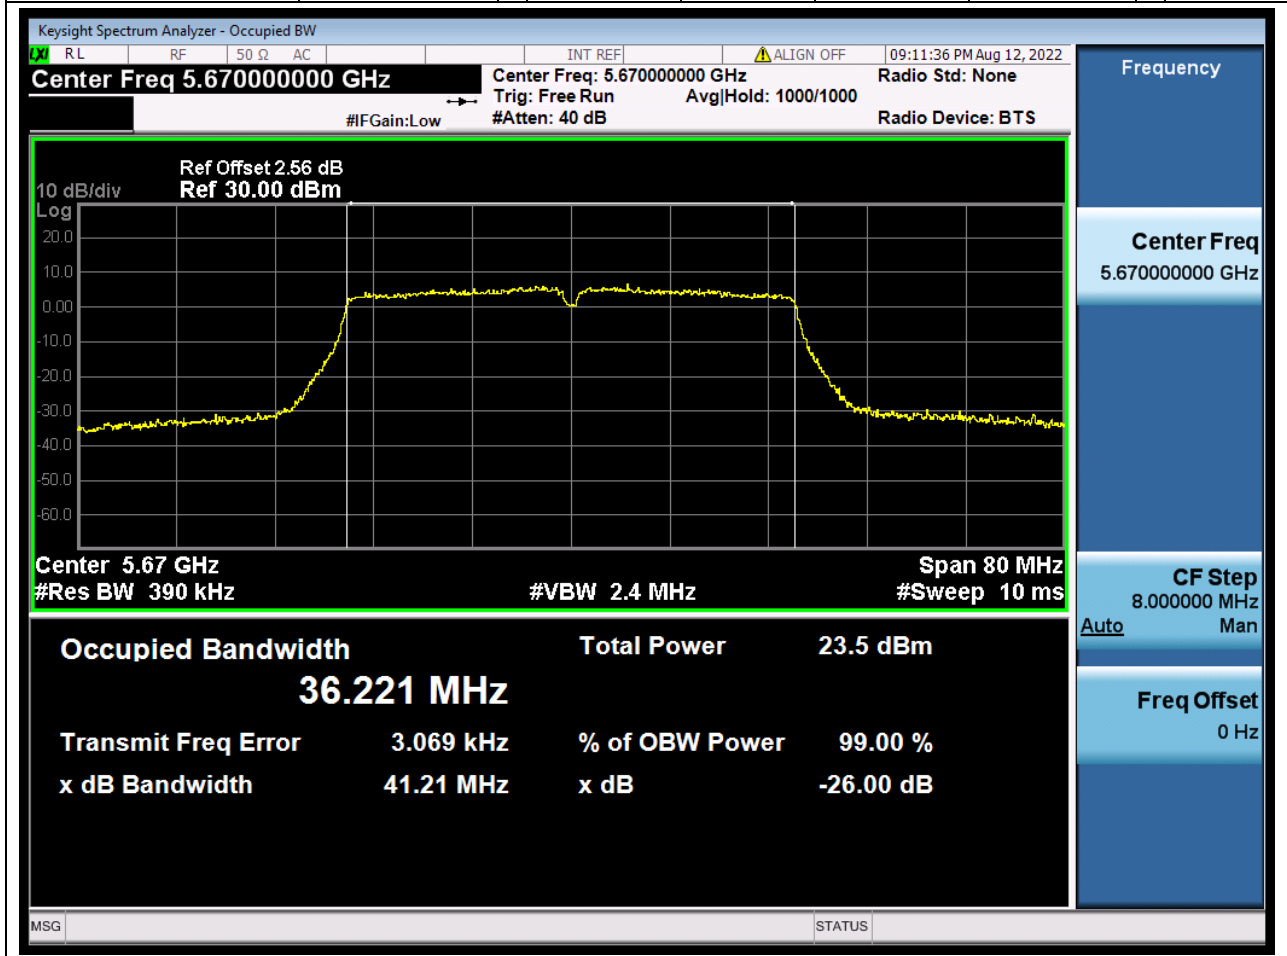 Keysight Spectrum Analyzer - Occupied BW
LXI RL RF 50 Ω AC INT REF ALIGN OFF 09:11:36 PM Aug 12, 2022
Center Freq 5.670000000 GHz
Center Freq: 5.670000000 GHz
Radio Std: None
Trig: Free Run Avg|Hold: 1000/1000
#IFGain:Low
#Atten: 40 dB
Radio Device: BTS
Ref Offset 2.56 dB
10 dB/div Ref 30.00 dBm
Log
20.0
10.0
0.00
-10.0
-20.0
-30.0
-40.0
-50.0
-60.0
Center 5.67 GHz
Span 80 MHz
#Res BW 390 kHz
#VBW 2.4 MHz
#Sweep 10 ms
Occupied Bandwidth
36.221 MHz
Total Power 23.5 dBm
Transmit Freq Error 3.069 kHz
% of OBW Power 99.00 %
x dB Bandwidth 41.21 MHz
x dB -26.00 dB
Frequency
Center Freq
5.670000000 GHz
CF Step
8.000000 MHz
Auto Man
Freq Offset
0 Hz
MSG STATUS